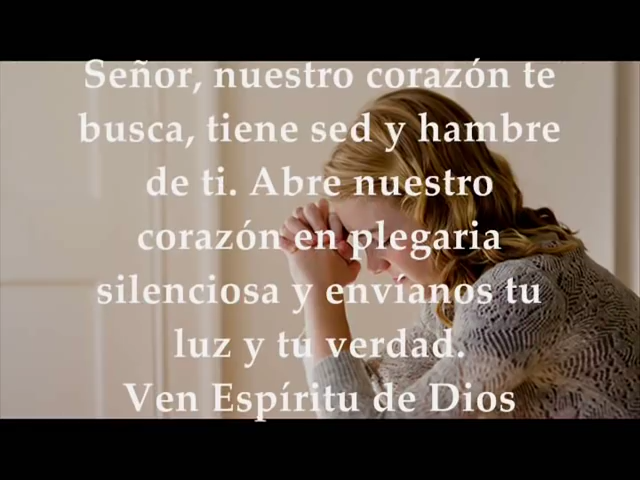 Señor, nuestro corazón te
busca, tiene sed y hambre
de ti. Abre nuestro
corazón en plegaria
silenciosa y envíanos tu
luz y tu verdad.
Ven Espíritu de Dios